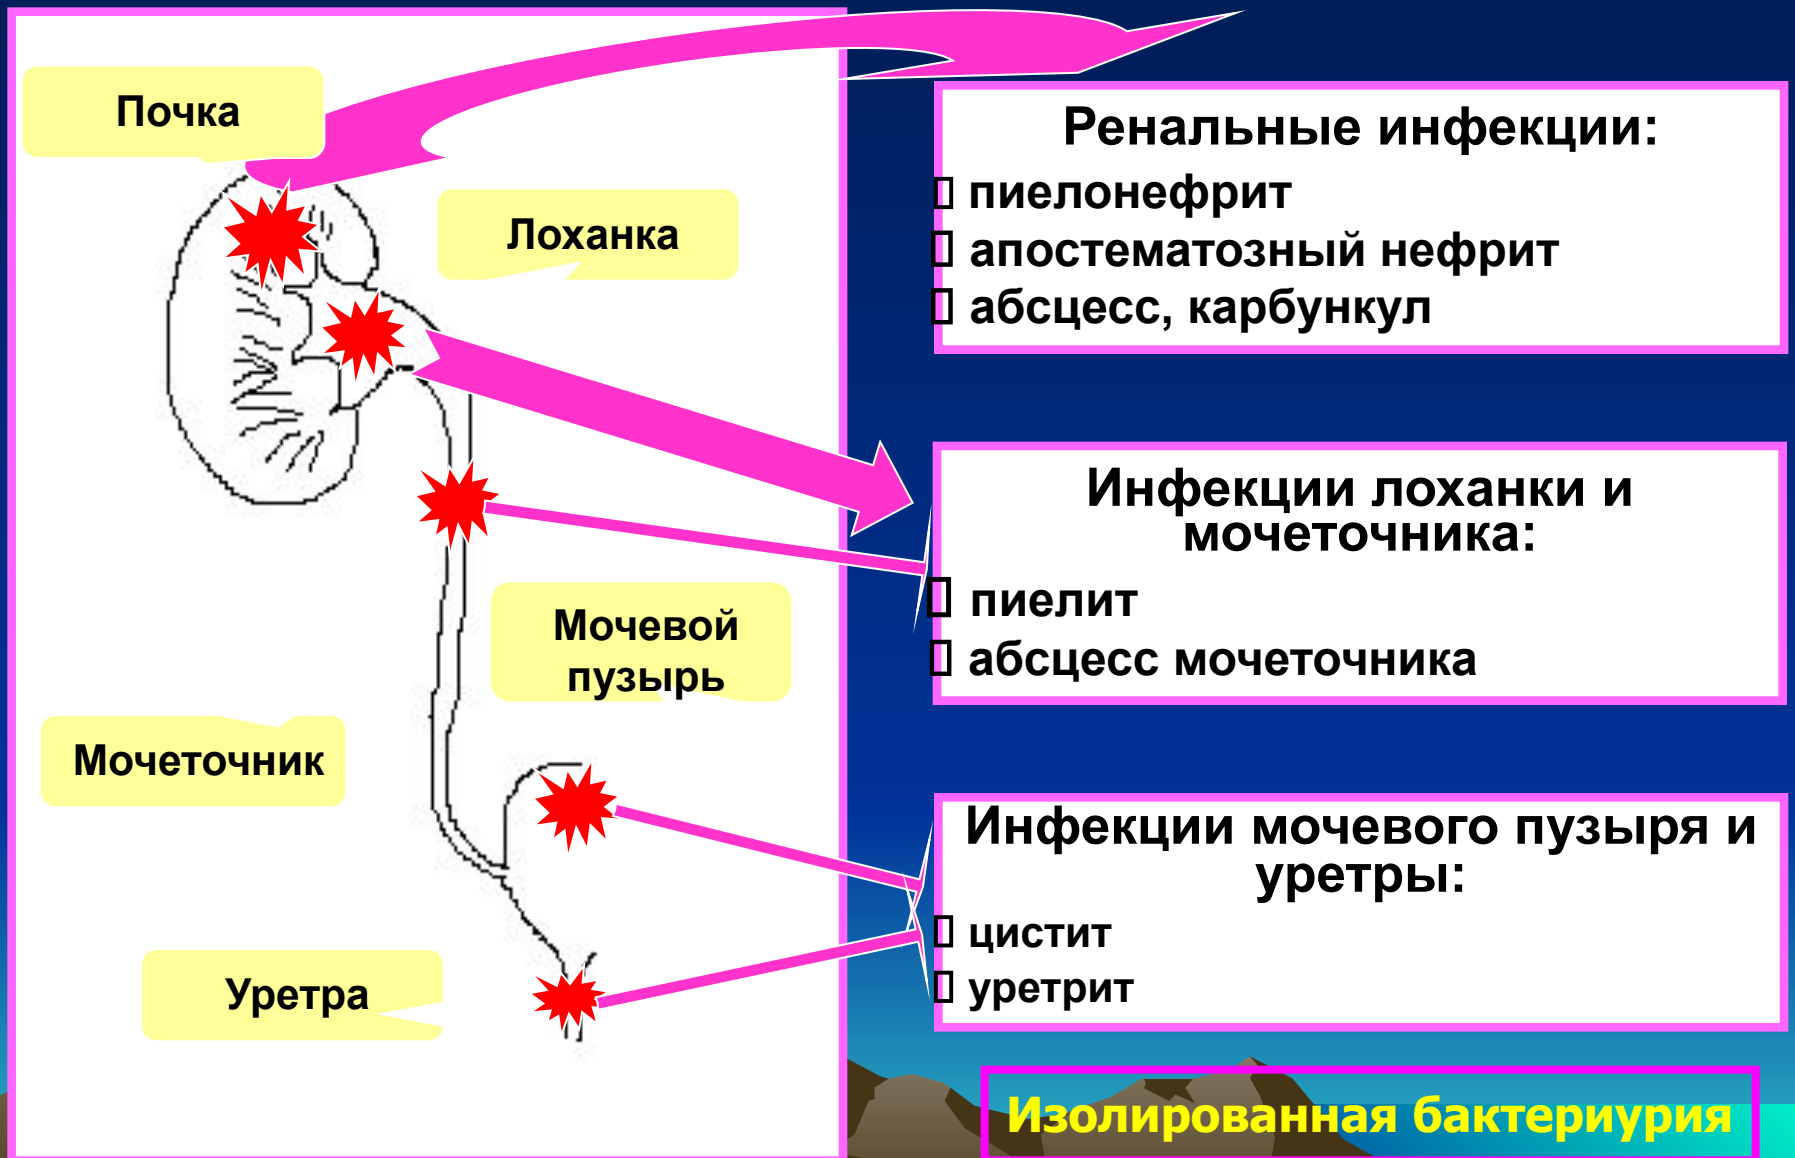 Почка
Лоханка
Мочевой
пузырь
Мочеточник
Уретра
Ренальные инфекции:
пиелонефрит
апостематозный нефрит
абсцесс, карбункул
Инфекции лоханки и
мочеточника:
пиелит
абсцесс мочеточника
Инфекции мочевого пузыря и
уретры:
цистит
уретрит
Изолированная бактериурия